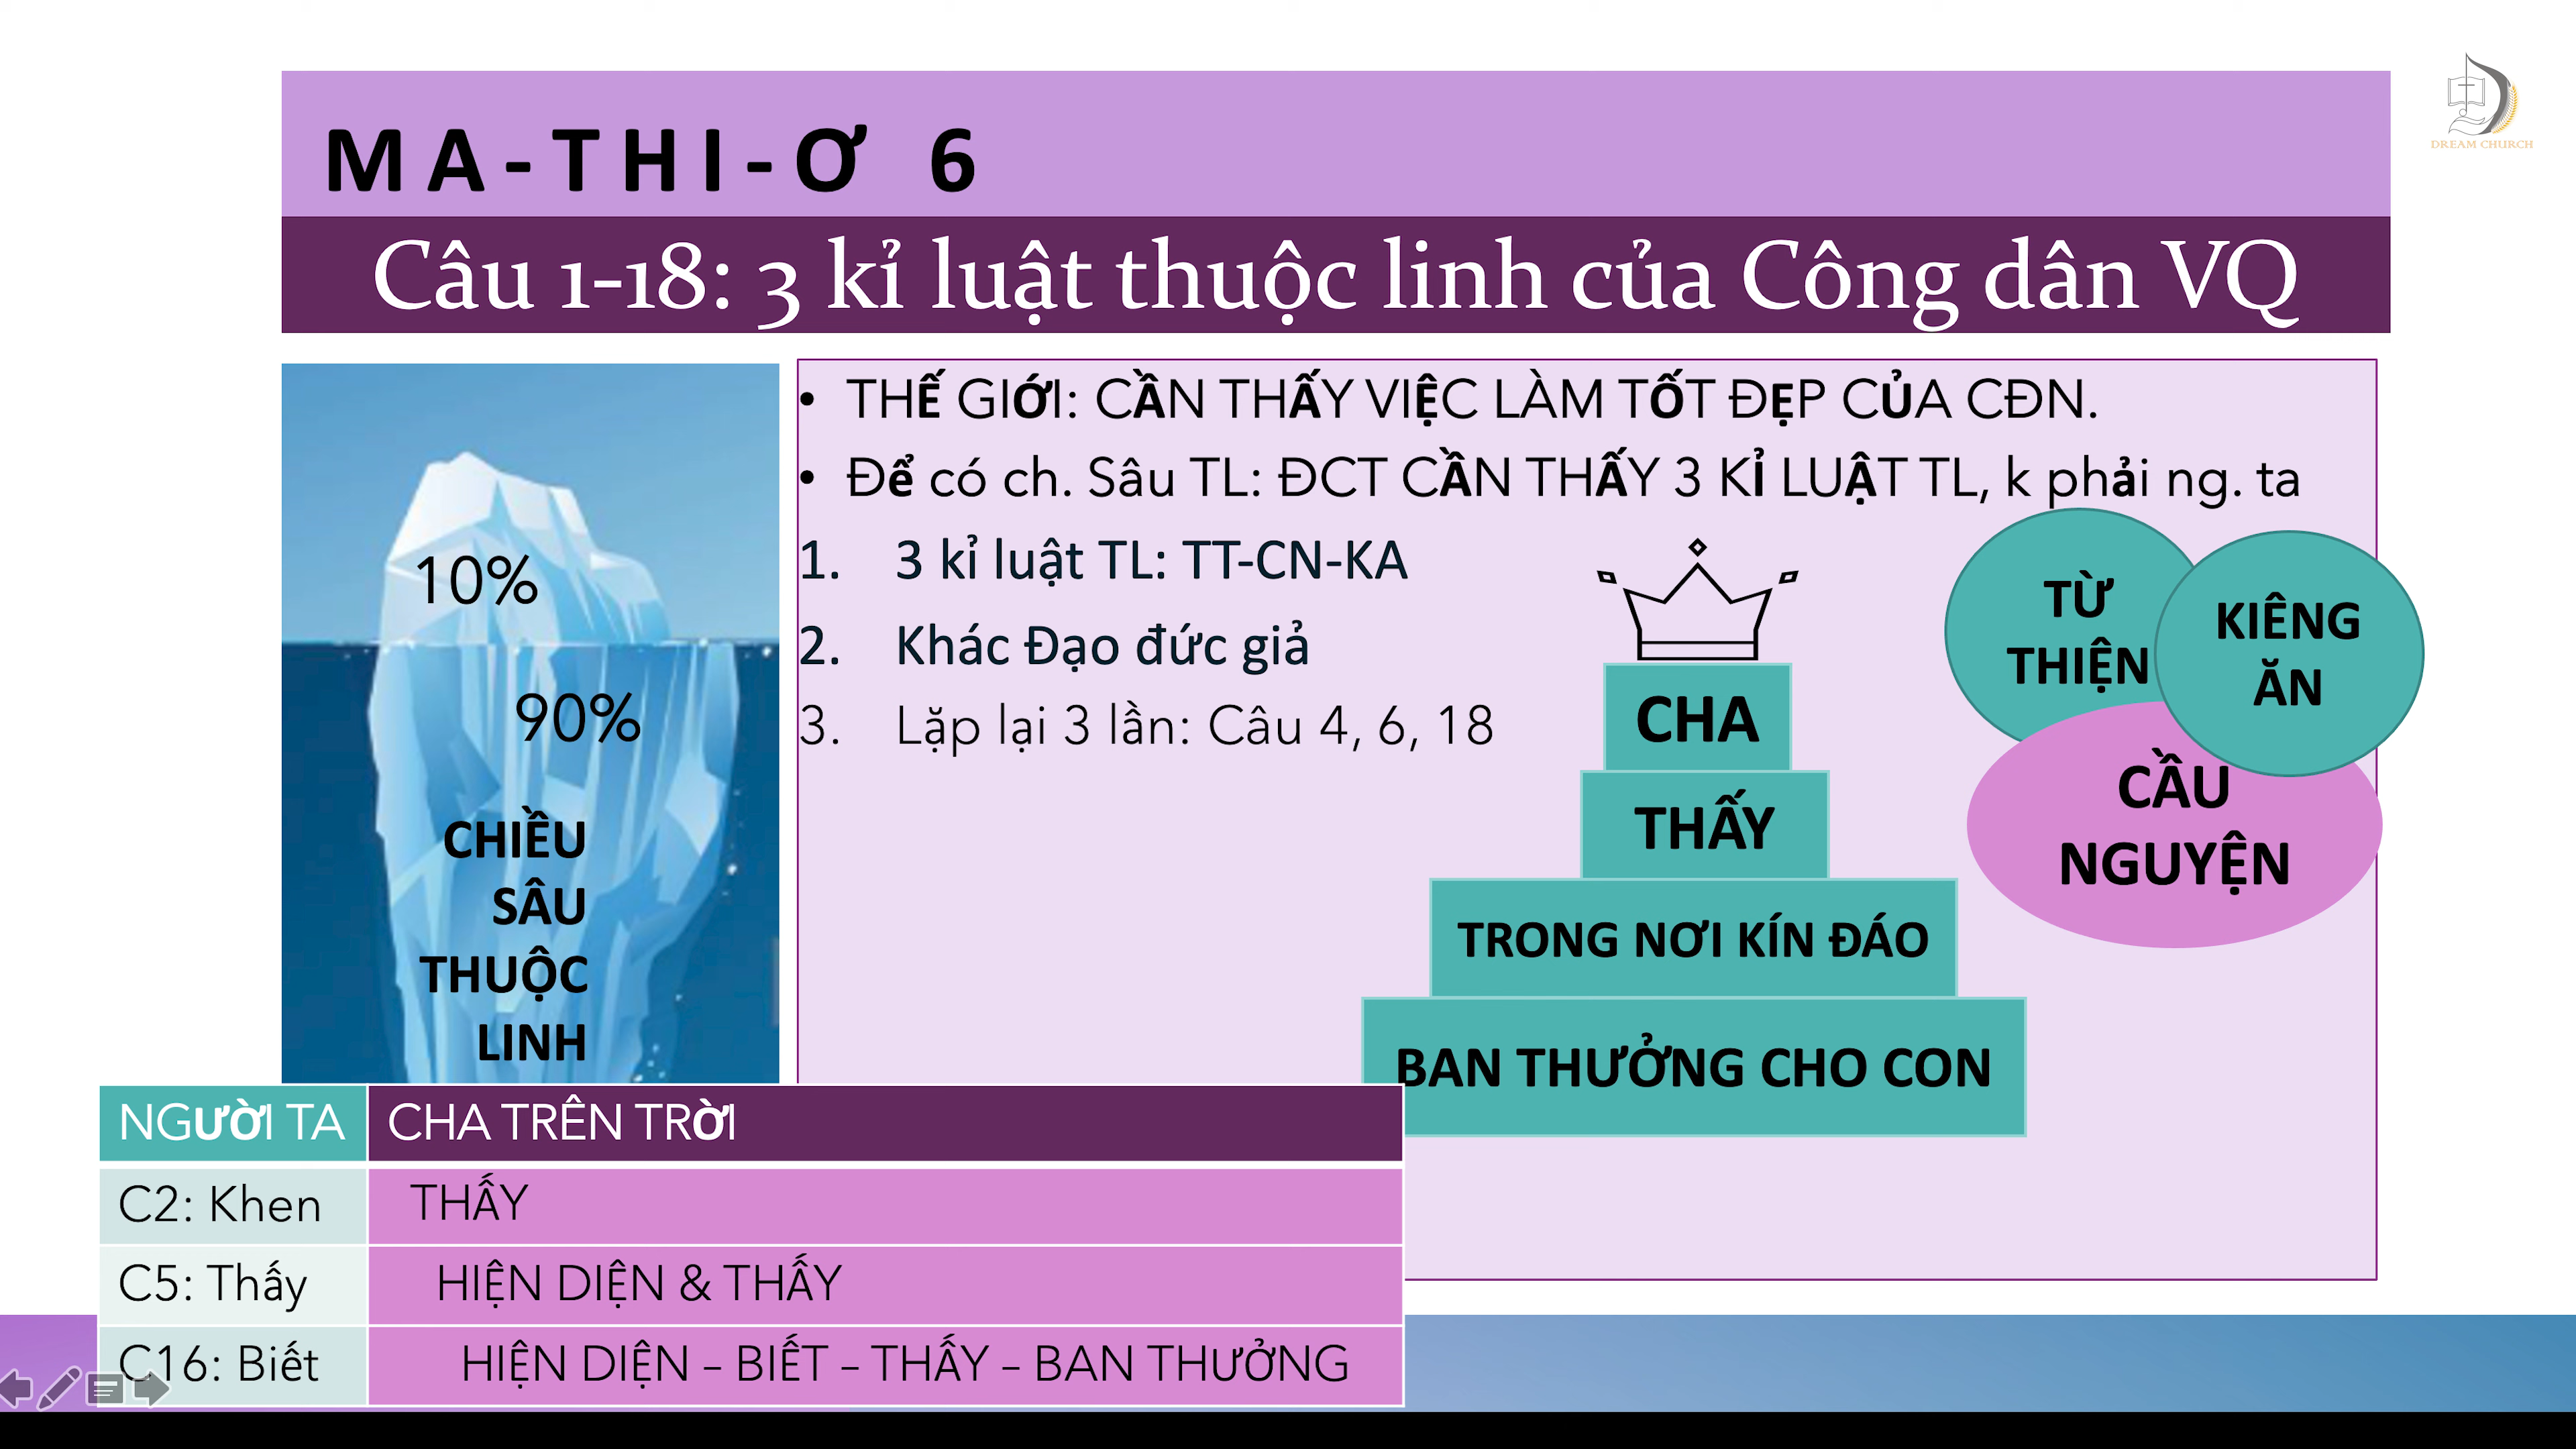 MA-THI-Ơ 6
DREAM CHURCH
Câu 1-18: 3 kỉ luật thuộc linh của Công dân VQ
• THẾ GIỚI: CẦN THẤY VIỆC LÀM TỐT ĐẸP CỦA CĐN.
• Để có ch. Sâu TL: ĐCT CẦN THẤY 3 KỈ LUẬT TL, k phải ng. ta
1. 3 kỉ luật TL: TT-CN-KA
2. Khác Đạo đức giả
3. Lặp lại 3 lần: Câu 4, 6, 18
10%
90%
CHIỀU
SÂU
THUỘC
LINH
CHA
THẤY
TRONG NƠI KÍN ĐÁO
BAN THƯỞNG CHO CON
TỪ
THIỆN
KIÊNG
ĂN
CẦU
NGUYỆN
NGƯỜI TA CHA TRÊN TRỜI
C2: Khen THẤY
C5: Thấy HIỆN DIỆN & THẤY
C16: Biết HIỆN DIỆN – BIẾT – THẤY – BAN THƯỞNG